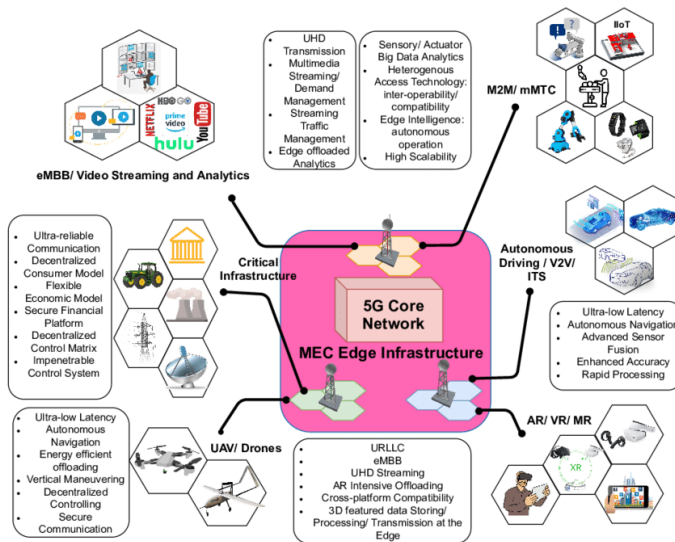 UHD
Transmission
Multimedia
Streaming/
Demand
Management
Streaming
Traffic
Management
Edge offloaded
Analytics
Sensory/ Actuator
Big Data Analytics
Heterogenous
Access Technology:
inter-operability/
compatibility
Edge Intelligence:
autonomous
operation
High Scalability
IIoT
M2M/ mMTC
NETFLIX
HBO GO
prime video
hulu
YouTube
eMBB/ Video Streaming and Analytics
Ultra-reliable
Communication
Decentralized
Consumer Model
Flexible
Economic Model
Secure Financial
Platform
Decentralized
Control Matrix
Impenetrable
Control System
Critical
Infrastructure
5G Core
Network
MEC Edge Infrastructure
Autonomous
Driving / V2V/
ITS
Ultra-low Latency
Autonomous Navigation
Advanced Sensor
Fusion
Enhanced Accuracy
Rapid Processing
Ultra-low Latency
Autonomous
Navigation
Energy efficient
offloading
Vertical Maneuvering
Decentralized
Controlling
Secure
Communication
UAV/ Drones
URLLC
eMBB
UHD Streaming
AR Intensive Offloading
Cross-platform Compatibility
3D featured data Storing/
Processing/ Transmission at the
Edge
AR/ VR/ MR
XR